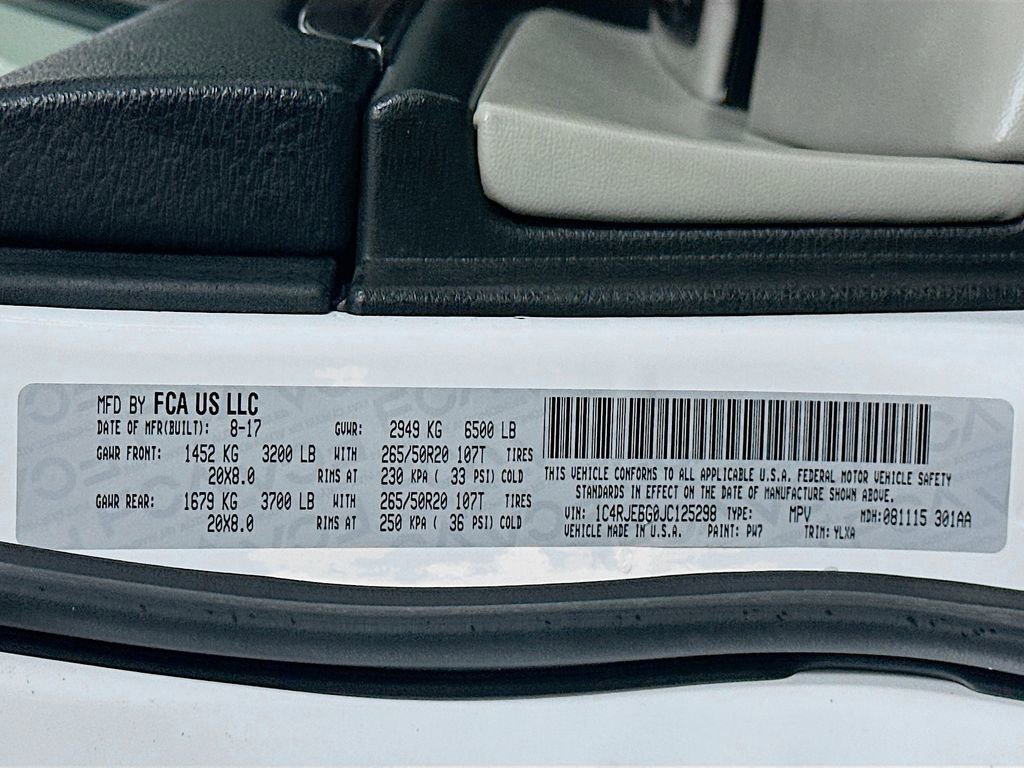 MFD BY FCA US LLC
DATE OF MFR(BUILT): 8-17 GVWR: 2949 KG 6500 LB
GAWR FRONT: 1452 KG 3200 LB WITH 265/50R20 107T TIRES
20X8.0 RIMS AT 230 KPA ( 33 PSI) COLD
GAWR REAR: 1679 KG 3700 LB WITH 265/50R20 107T TIRES
20X8.0 RIMS AT 250 KPA ( 36 PSI) COLD
THIS VEHICLE CONFORMS TO ALL APPLICABLE U.S.A. FEDERAL MOTOR VEHICLE SAFETY
STANDARDS IN EFFECT ON THE DATE OF MANUFACTURE SHOWN ABOVE.
VIN: 1C4RJEBG0JC125298 TYPE: MPV MDH: 081115 301AA
VEHICLE MADE IN U.S.A. PAINT: PW7 TRIM: YLXA